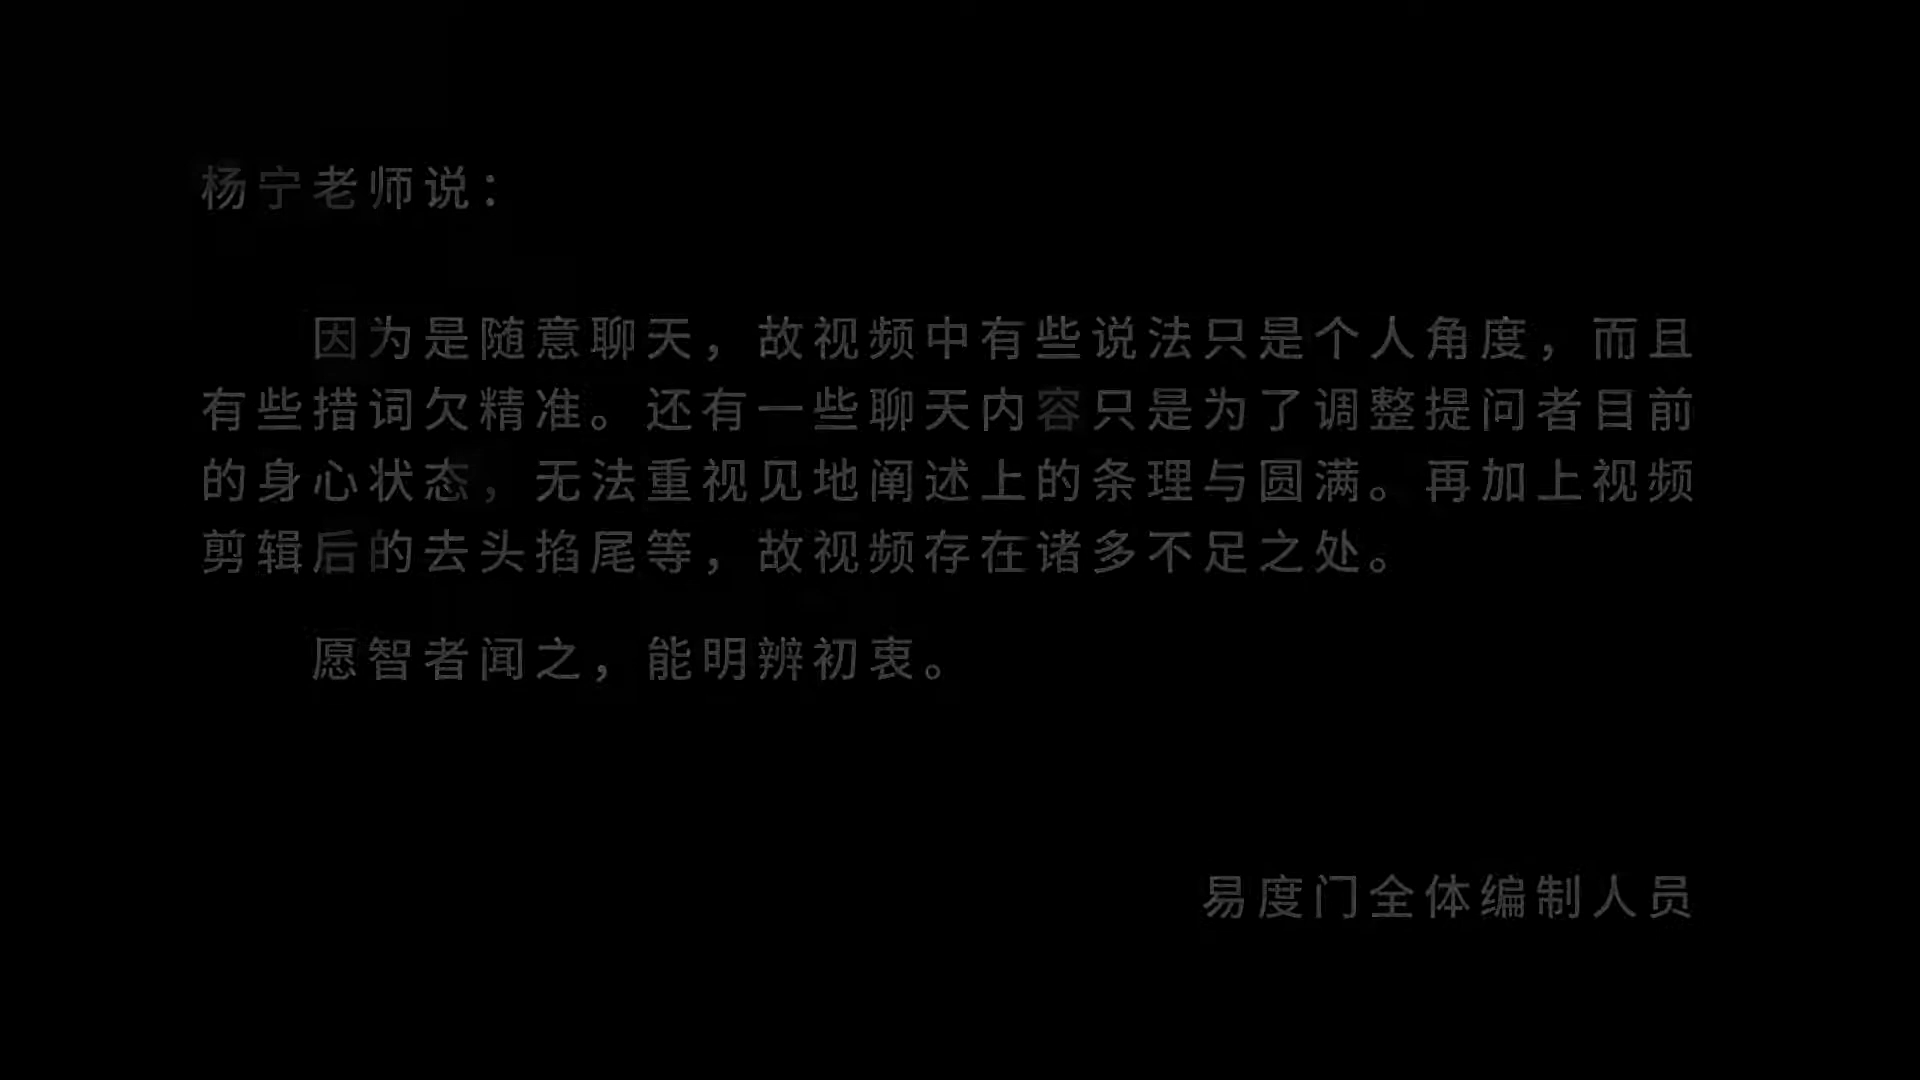 杨宁老师说：
因为是随意聊天，故视频中有些说法只是个人角度，而且
有些措词欠精准。还有一些聊天内容只是为了调整提问者目前
的身心状态，无法重视见地阐述上的条理与圆满。再加上视频
剪辑后的去头掐尾等，故视频存在诸多不足之处。
愿智者闻之，能明辨初衷。
易度门全体编制人员